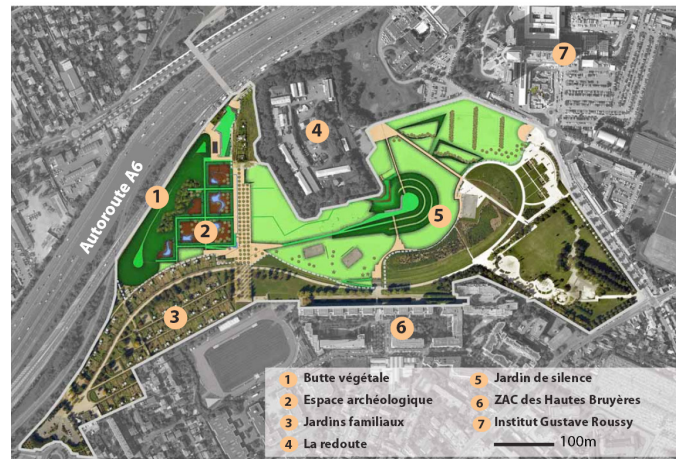 7
4
Autoroute A6
1
5
2
3
6
1 Butte végétale
2 Espace archéologique
3 Jardins familiaux
4 La redoute
5 Jardin de silence
6 ZAC des Hautes Bruyères
7 Institut Gustave Roussy
100m